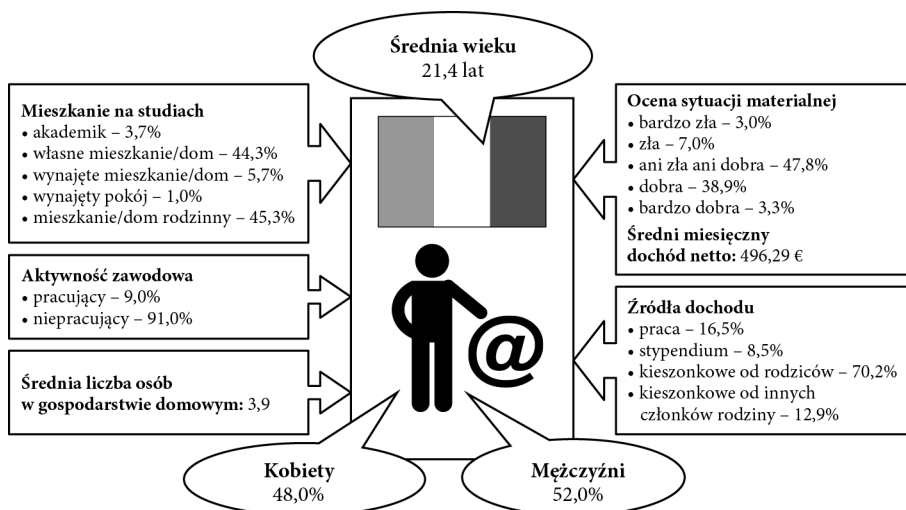 Średnia wieku
21,4 lat
Mieszkanie na studiach
• akademik – 3,7%
• własne mieszkanie/dom – 44,3%
• wynajęte mieszkanie/dom – 5,7%
• wynajęty pokój – 1,0%
• mieszkanie/dom rodzinny – 45,3%
Aktywność zawodowa
• pracujący – 9,0%
• niepracujący – 91,0%
Średnia liczba osób
w gospodarstwie domowym: 3,9
Ocena sytuacji materialnej
• bardzo zła – 3,0%
• zła – 7,0%
• ani zła ani dobra – 47,8%
• dobra – 38,9%
• bardzo dobra – 3,3%
Średni miesięczny
dochód netto: 496,29 €
Źródła dochodu
• praca – 16,5%
• stypendium – 8,5%
• kieszonkowe od rodziców – 70,2%
• kieszonkowe od innych
członków rodziny – 12,9%
@
Kobiety
48,0%
Mężczyźni
52,0%